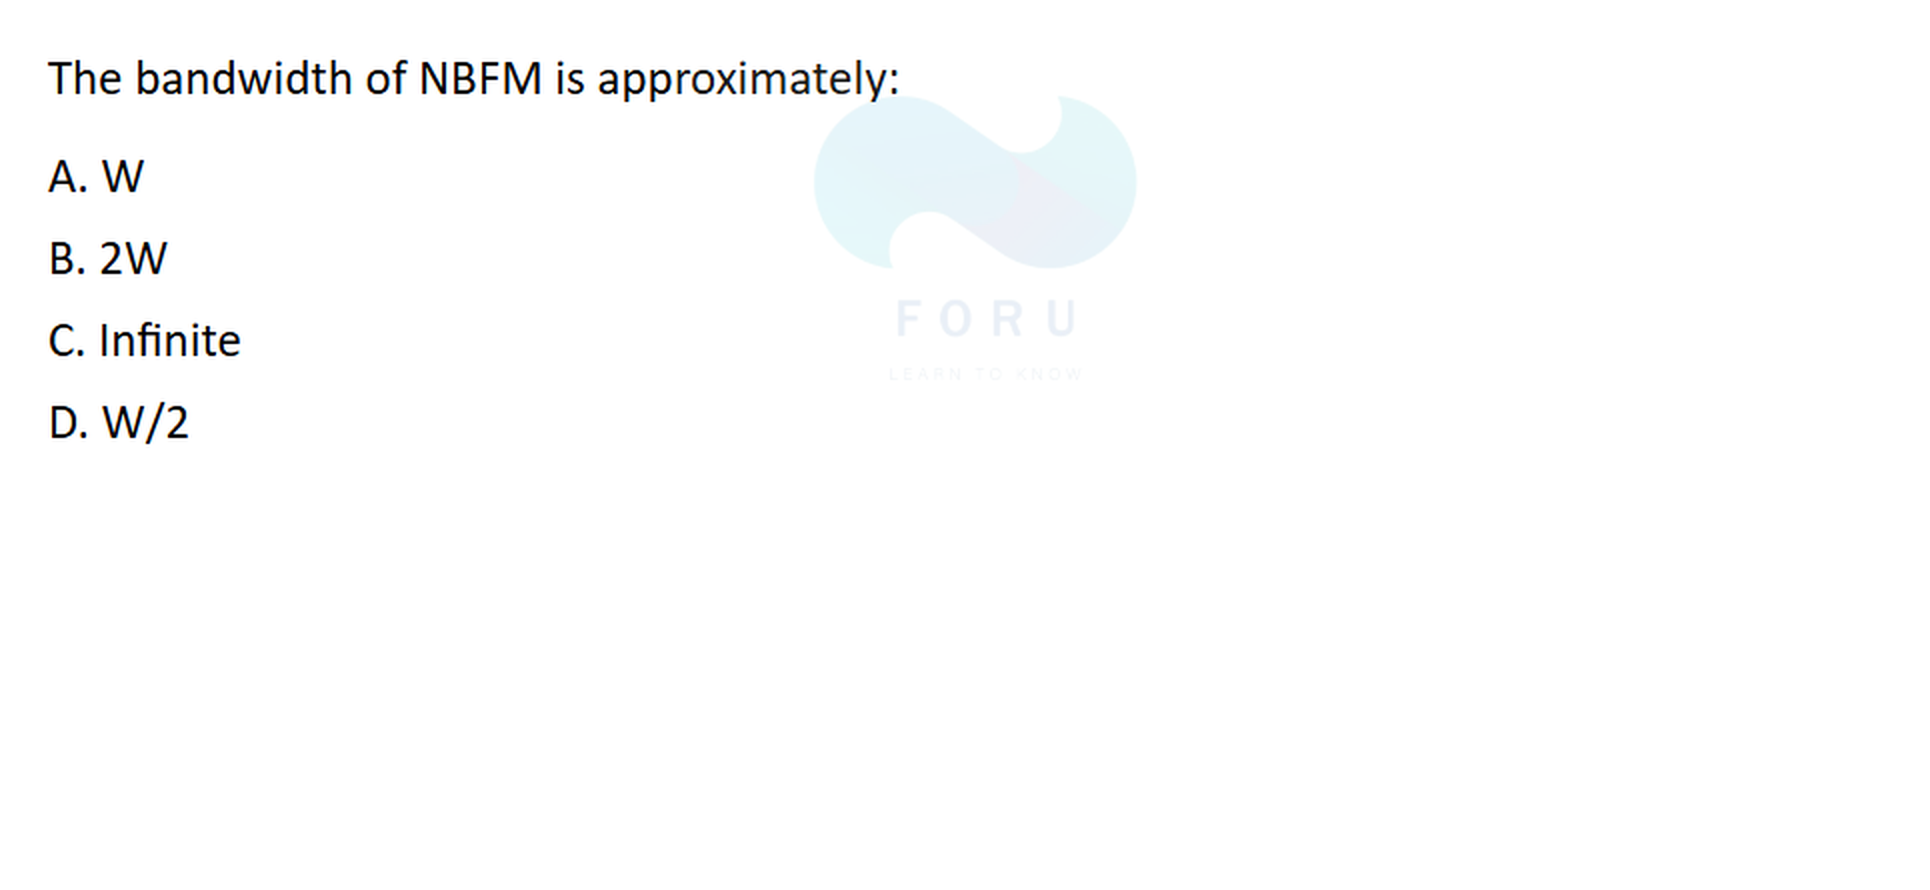 The bandwidth of NBFM is approximately:
A. W
B. 2W
C. Infinite
D. W/2
FORU
LEARN TO KNOW